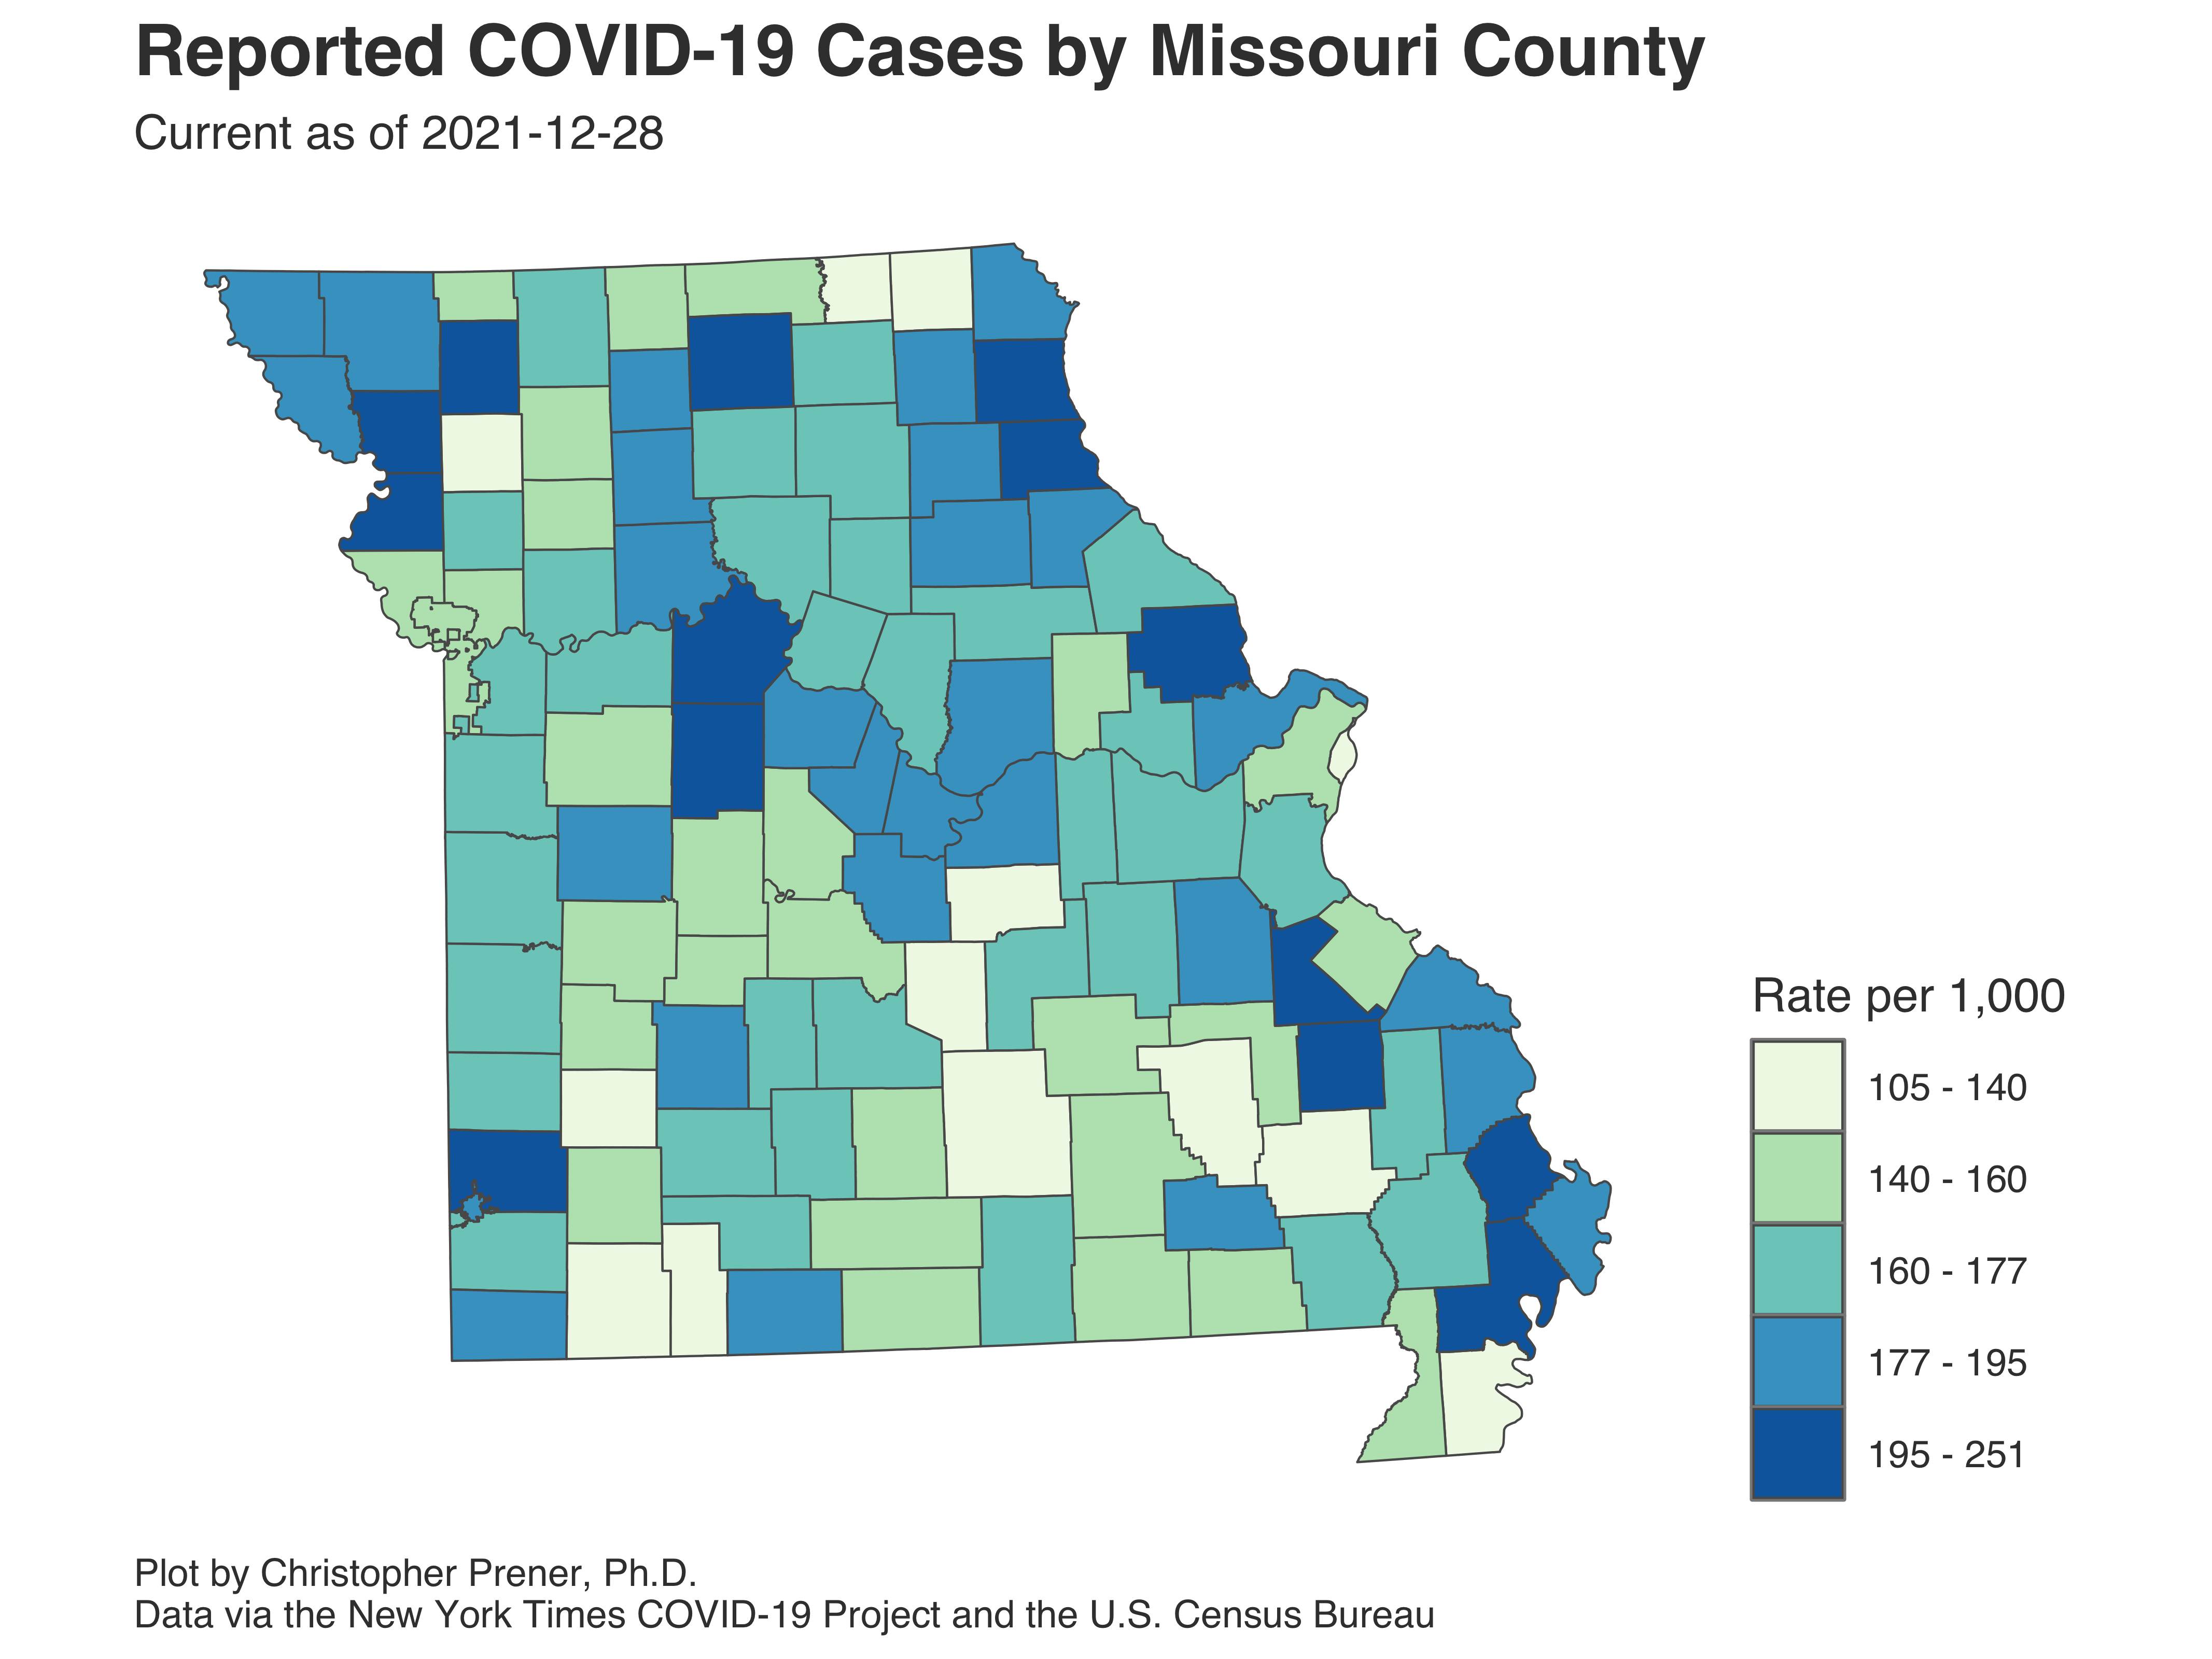 Reported COVID-19 Cases by Missouri County
Current as of 2021-12-28
Rate per 1,000
105 - 140
140 - 160
160 - 177
177 - 195
195 - 251
Plot by Christopher Prener, Ph.D.
Data via the New York Times COVID-19 Project and the U.S. Census Bureau